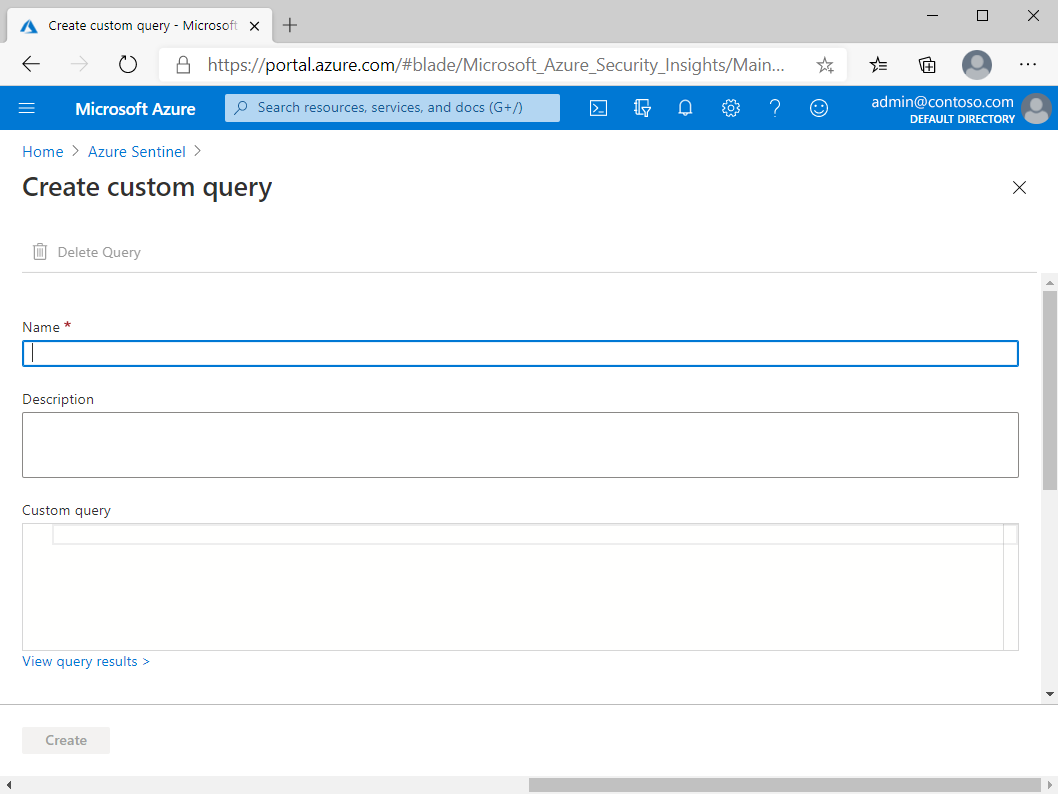 Create custom query - Microsoft
https://portal.azure.com/#blade/Microsoft_Azure_Security_Insights/Main...
Microsoft Azure
Search resources, services, and docs (G+/)
admin@contoso.com
DEFAULT DIRECTORY
Home > Azure Sentinel >
Create custom query
Delete Query
Name *
Description
Custom query
View query results >
Create